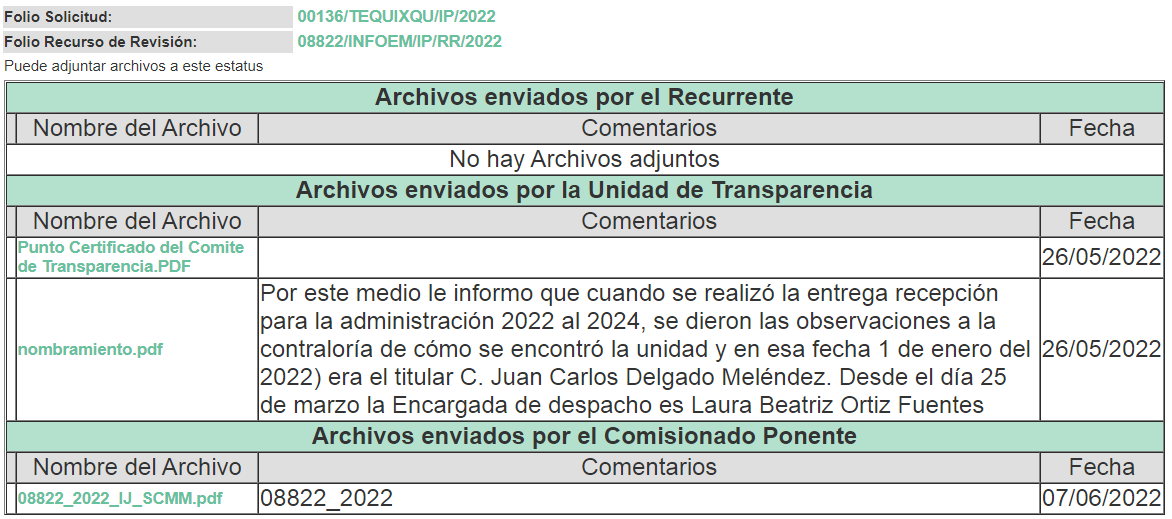 Folio Solicitud: 00136/TEQUIXQU/IP/2022
Folio Recurso de Revisión: 08822/INFOEM/IP/RR/2022
Puede adjuntar archivos a este estatus
Archivos enviados por el Recurrente
Nombre del Archivo Comentarios Fecha
No hay Archivos adjuntos
Archivos enviados por la Unidad de Transparencia
Nombre del Archivo Comentarios Fecha
Punto Certificado del Comite
de Transparencia.PDF
26/05/2022
nombramiento.pdf
Por este medio le informo que cuando se realizó la entrega recepción
para la administración 2022 al 2024, se dieron las observaciones a la
contraloría de cómo se encontró la unidad y en esa fecha 1 de enero del
2022) era el titular C. Juan Carlos Delgado Meléndez. Desde el día 25
de marzo la Encargada de despacho es Laura Beatriz Ortiz Fuentes
26/05/2022
Archivos enviados por el Comisionado Ponente
Nombre del Archivo Comentarios Fecha
08822_2022_IJ_SCMM.pdf 08822_2022 07/06/2022